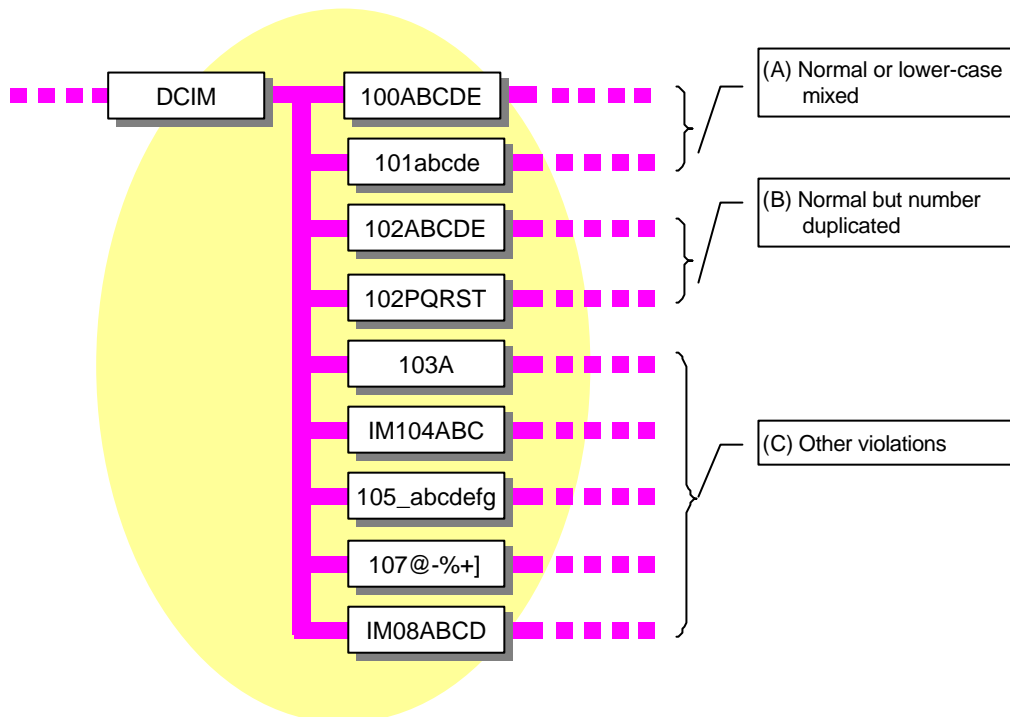 DCIM
100ABCDE
101abcde
102ABCDE
102PQRST
103A
IM104ABC
105_abcdefg
107@-%+]
IM08ABCD
(A) Normal or lower-case
mixed
(B) Normal but number
duplicated
(C) Other violations